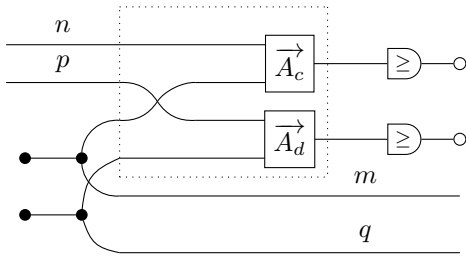 n
p
$\overrightarrow{A_c}$ ≥
$\overrightarrow{A_d}$ ≥
m
q